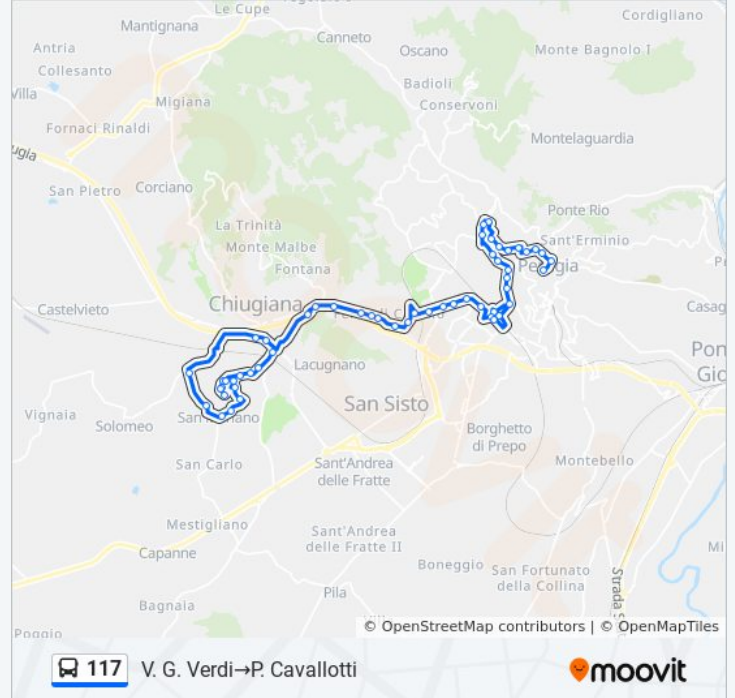 Le Cupe
Cordigliano
Mantignana
Canneto
Antria
Oscano
Monte Bagnolo I
Collesanto
Badioli
Villa
Migiana
Conservoni
Fornaci Rinaldi
Montelaguardia
ugia
San Pietro
Corciano
Ponte Rio
La Trinità
Sant'Erminio
Monte Malbe
Fontana
Castelvieto
Chiugiana
Casag
Lacugnano
Pon
Gio
San Sisto
Vignaia
Solomeo
Borghetto
di Prepo
San Carlo
Sant'Andrea
delle Fratte
Montebello
Mestigliano
Sant'Andrea
delle Fratte II
Capanne
Mi
Boneggio
San Fortunato
della Collina
Pila
Bagnaia
Strada S
Poggio
© OpenStreetMap contributors | © OpenMapTiles
117 V. G. Verdi→P. Cavallotti
moovit